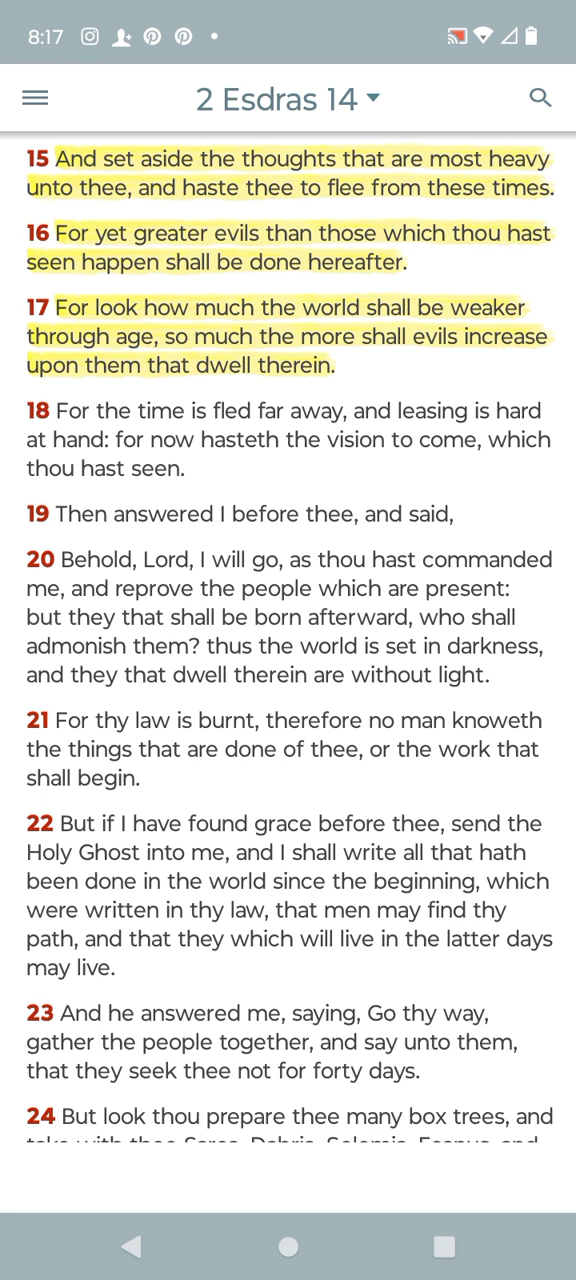 8:17
2 Esdras 14
15 And set aside the thoughts that are most heavy
unto thee, and haste thee to flee from these times.
16 For yet greater evils than those which thou hast
seen happen shall be done hereafter.
17 For look how much the world shall be weaker
through age, so much the more shall evils increase
upon them that dwell therein.
18 For the time is fled far away, and leasing is hard
at hand: for now hasteth the vision to come, which
thou hast seen.
19 Then answered I before thee, and said,
20 Behold, Lord, I will go, as thou hast commanded
me, and reprove the people which are present:
but they that shall be born afterward, who shall
admonish them? thus the world is set in darkness,
and they that dwell therein are without light.
21 For thy law is burnt, therefore no man knoweth
the things that are done of thee, or the work that
shall begin.
22 But if I have found grace before thee, send the
Holy Ghost into me, and I shall write all that hath
been done in the world since the beginning, which
were written in thy law, that men may find thy
path, and that they which will live in the latter days
may live.
23 And he answered me, saying, Go thy way,
gather the people together, and say unto them,
that they seek thee not for forty days.
24 But look thou prepare thee many box trees, and